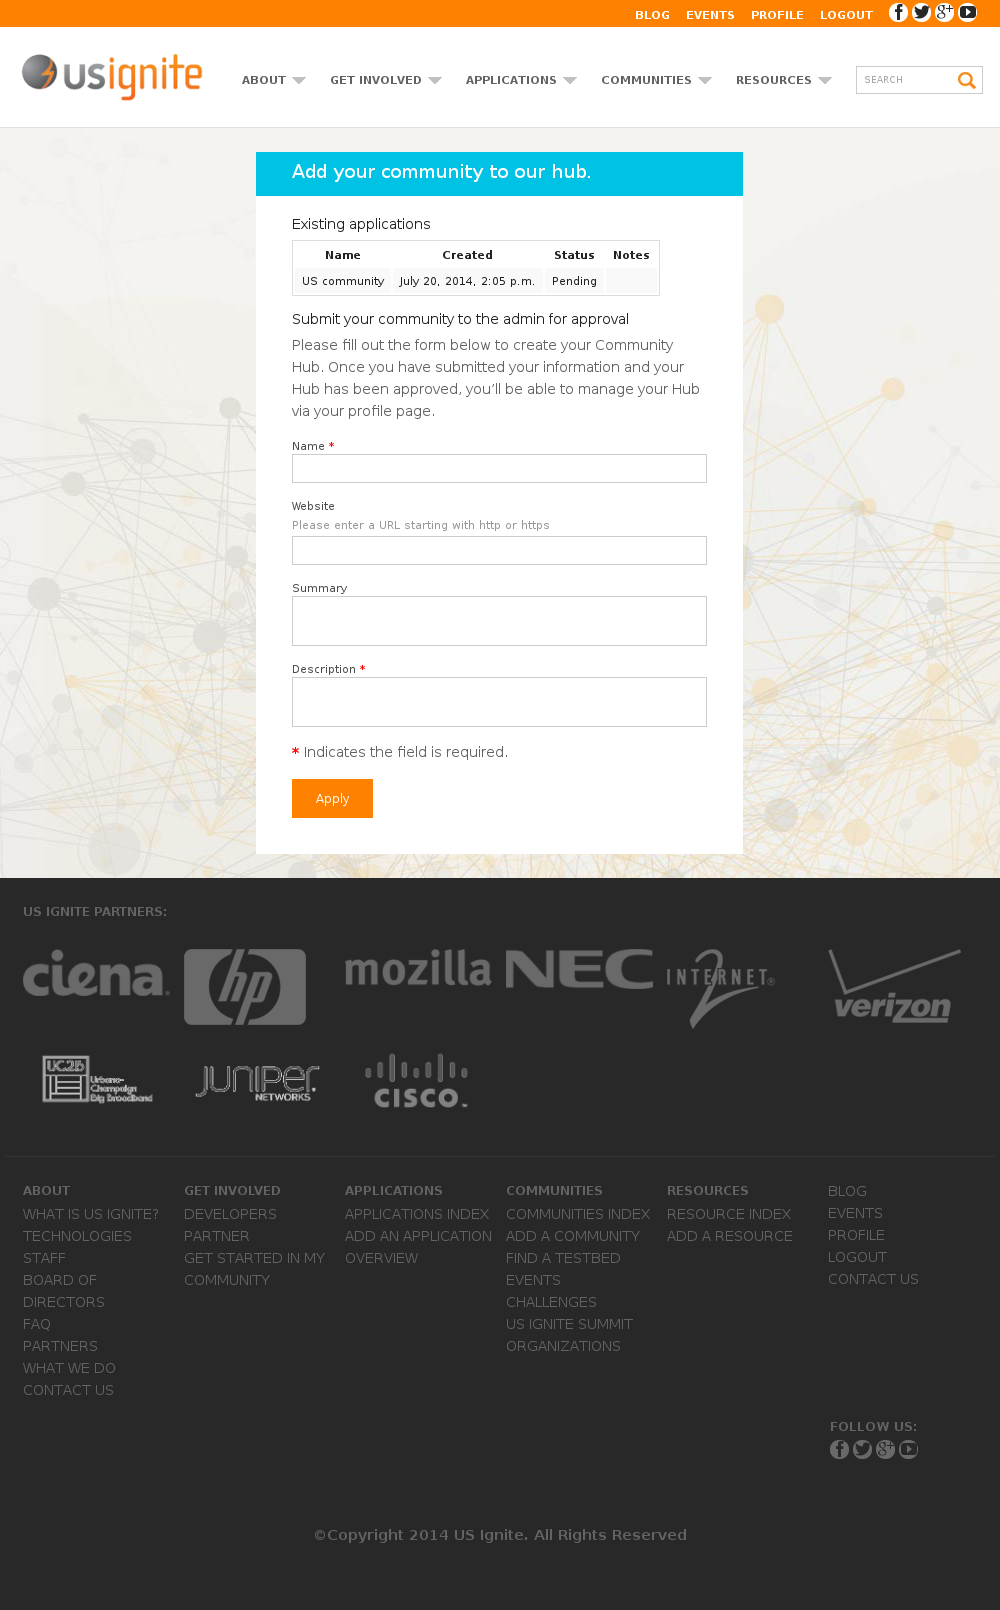 BLOG EVENTS PROFILE LOGOUT
usignite
ABOUT GET INVOLVED APPLICATIONS COMMUNITIES RESOURCES SEARCH
Add your community to our hub.
Existing applications
Name Created Status Notes
US community July 20, 2014, 2:05 p.m. Pending
Submit your community to the admin for approval
Please fill out the form below to create your Community
Hub. Once you have submitted your information and your
Hub has been approved, you’ll be able to manage your Hub
via your profile page.
Name *
Website
Please enter a URL starting with http or https
Summary
Description *
* Indicates the field is required.
Apply
US IGNITE PARTNERS:
ciena hp mozilla NEC INTERNET 2 ® verizon
UC2B Urbana-Champaign Big Broadband
JUNIPER NETWORKS
CISCO
ABOUT
WHAT IS US IGNITE?
TECHNOLOGIES
STAFF
BOARD OF
DIRECTORS
FAQ
PARTNERS
WHAT WE DO
CONTACT US
GET INVOLVED
DEVELOPERS
PARTNER
GET STARTED IN MY
COMMUNITY
APPLICATIONS
APPLICATIONS INDEX
ADD AN APPLICATION
OVERVIEW
COMMUNITIES
COMMUNITIES INDEX
ADD A COMMUNITY
FIND A TESTBED
EVENTS
CHALLENGES
US IGNITE SUMMIT
ORGANIZATIONS
RESOURCES
RESOURCE INDEX
ADD A RESOURCE
BLOG
EVENTS
PROFILE
LOGOUT
CONTACT US
FOLLOW US:
©Copyright 2014 US Ignite. All Rights Reserved